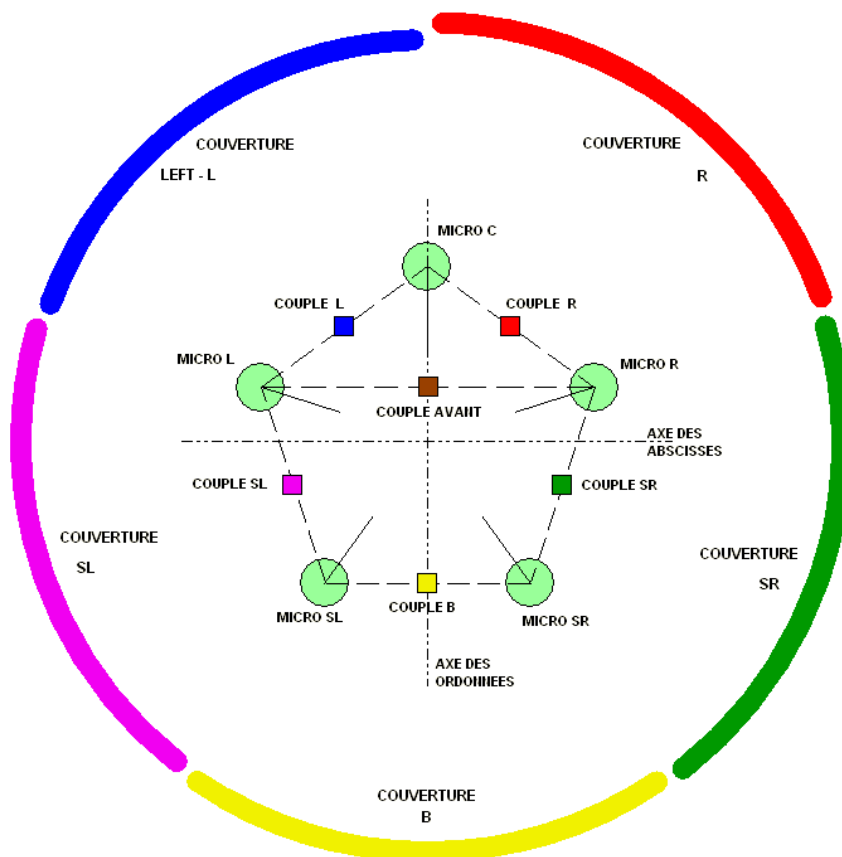 COUVERTURE
LEFT - L
COUVERTURE
R
MICRO C
COUPLE L
COUPLE R
MICRO L
MICRO R
COUPLE AVANT
AXE DES
ABSCISSES
COUPLE SL
COUPLE SR
COUVERTURE
SL
COUVERTURE
SR
MICRO SL
COUPLE B
MICRO SR
AXE DES
ORDONNEES
COUVERTURE
B